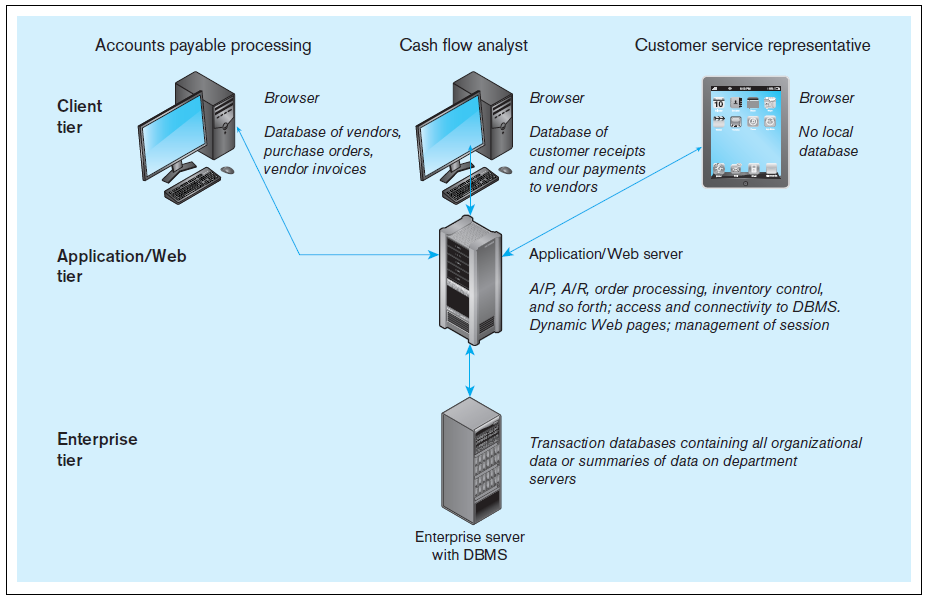 Accounts payable processing
Cash flow analyst
Customer service representative
Client
tier
Browser
Database of vendors,
purchase orders,
vendor invoices
Browser
Database of
customer receipts
and our payments
to vendors
10
Browser
No local
database
Application/Web
tier
Application/Web server
A/P, A/R, order processing, inventory control,
and so forth; access and connectivity to DBMS.
Dynamic Web pages; management of session
Enterprise
tier
Transaction databases containing all organizational
data or summaries of data on department
servers
Enterprise server
with DBMS